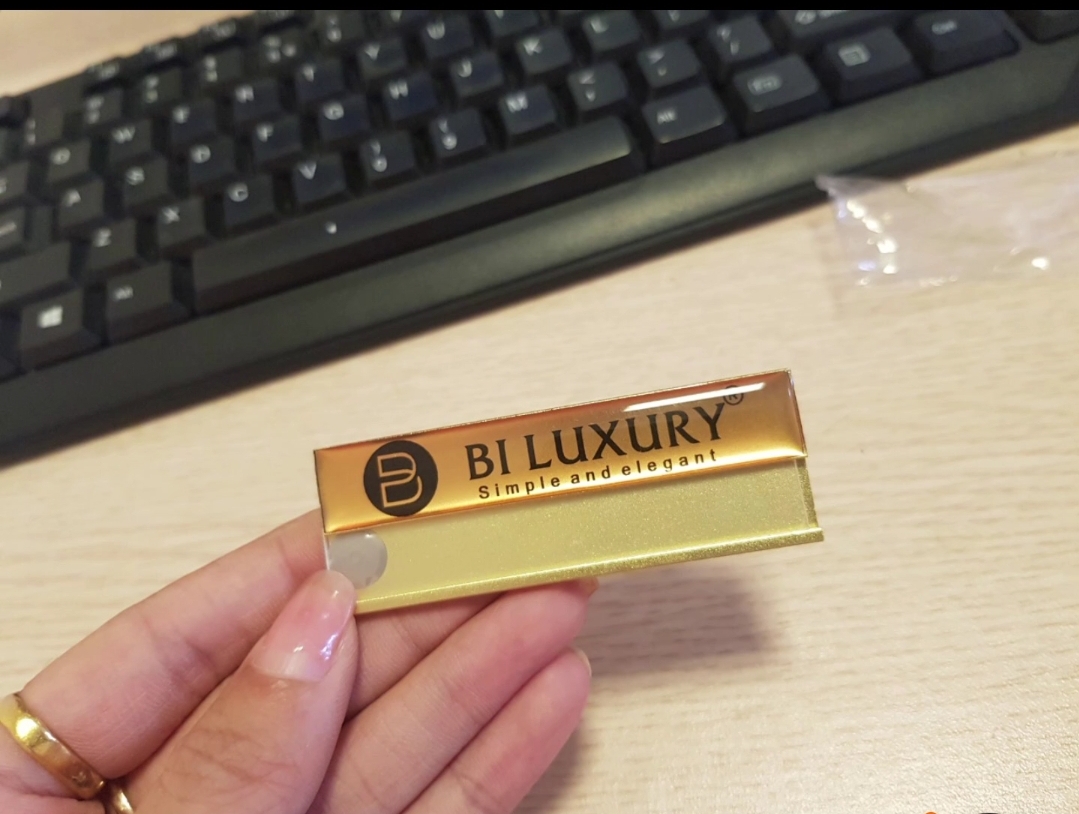 BI LUXURY®
Simple and elegant